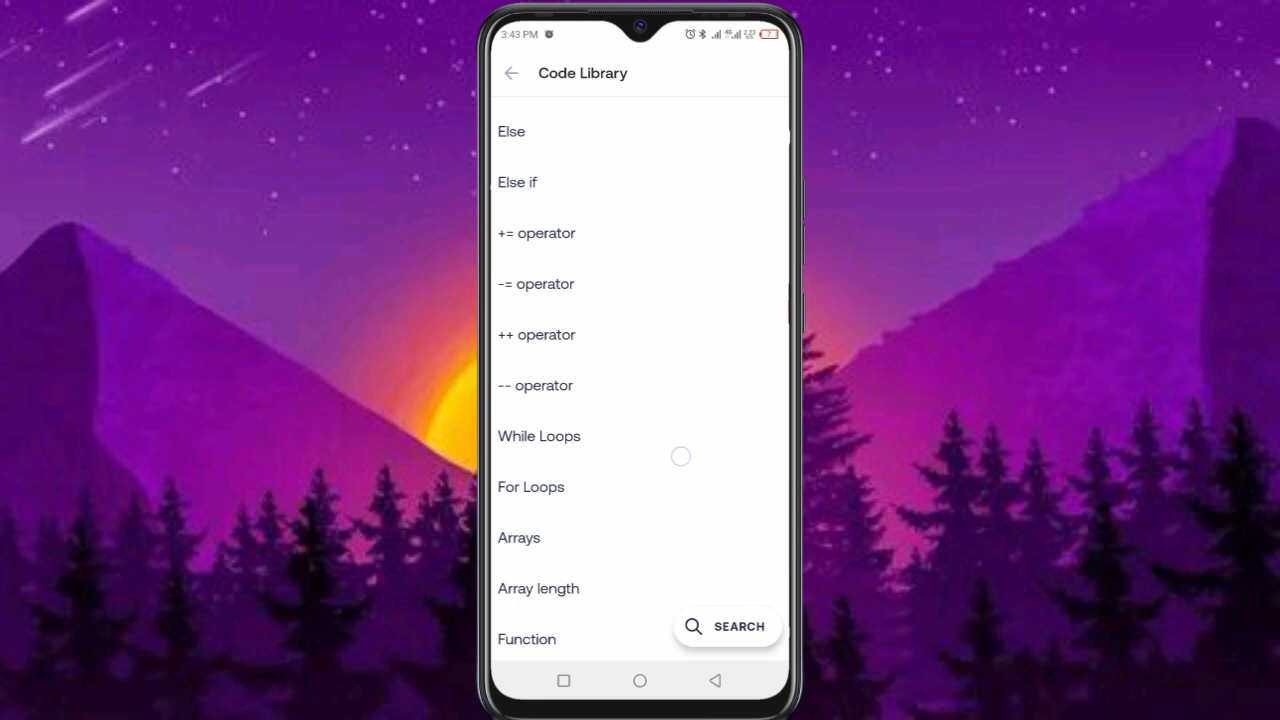 3:43 PM
Code Library
Else
Else if
+= operator
-= operator
++ operator
-- operator
While Loops
For Loops
Arrays
Array length
Function
SEARCH